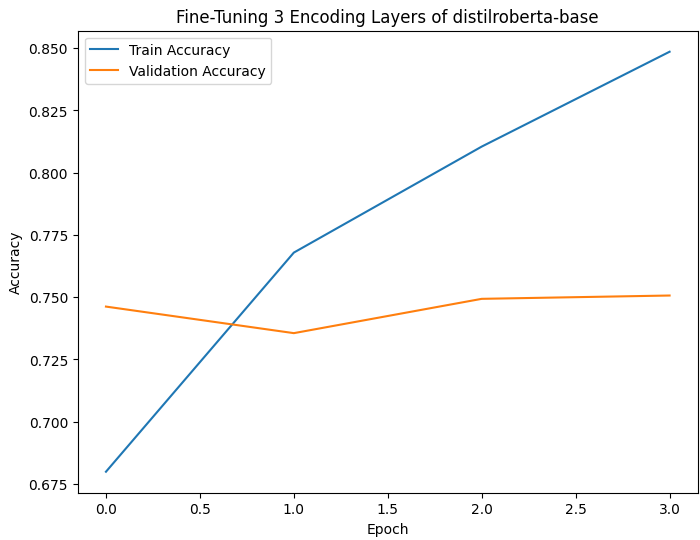 Fine-Tuning 3 Encoding Layers of distilroberta-base
Train Accuracy
Validation Accuracy
Accuracy
0.850
0.825
0.800
0.775
0.750
0.725
0.700
0.675
0.0 0.5 1.0 1.5 2.0 2.5 3.0
Epoch